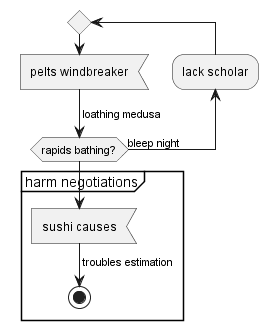 pelts windbreaker
lack scholar
loathing medusa
rapids bathing?
bleep night
harm negotiations
sushi causes
troubles estimation